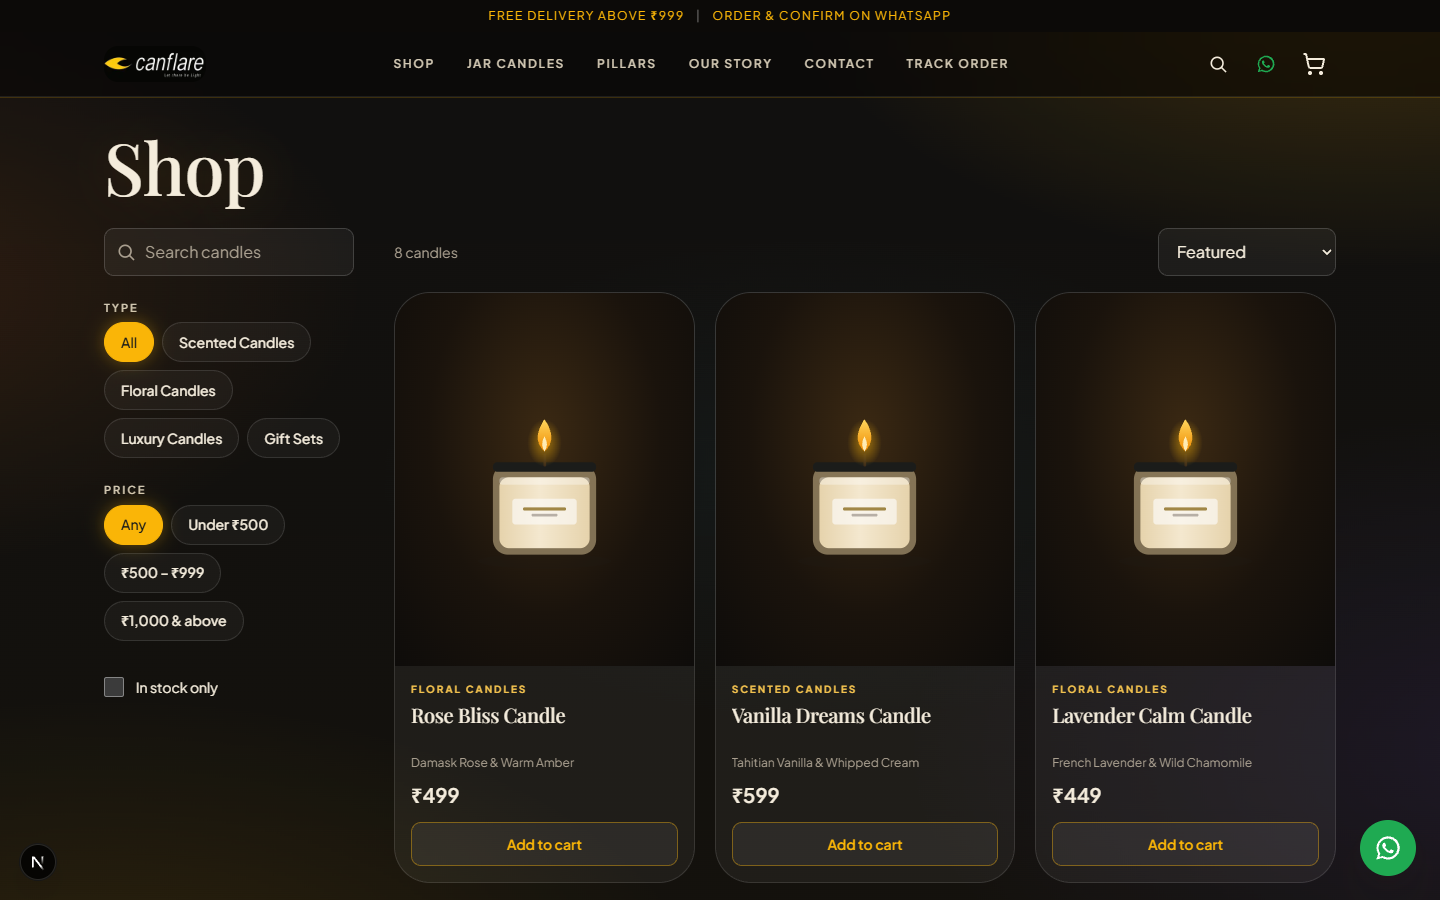 FREE DELIVERY ABOVE ₹999 | ORDER & CONFIRM ON WHATSAPP
canflare
Let there be Light
SHOP JAR CANDLES PILLARS OUR STORY CONTACT TRACK ORDER
Shop
Search candles
8 candles
Featured
TYPE
All Scented Candles
Floral Candles
Luxury Candles Gift Sets
PRICE
Any Under ₹500
₹500 – ₹999
₹1,000 & above
In stock only
FLORAL CANDLES
Rose Bliss Candle
Damask Rose & Warm Amber
₹499
Add to cart
SCENTED CANDLES
Vanilla Dreams Candle
Tahitian Vanilla & Whipped Cream
₹599
Add to cart
FLORAL CANDLES
Lavender Calm Candle
French Lavender & Wild Chamomile
₹449
Add to cart
N